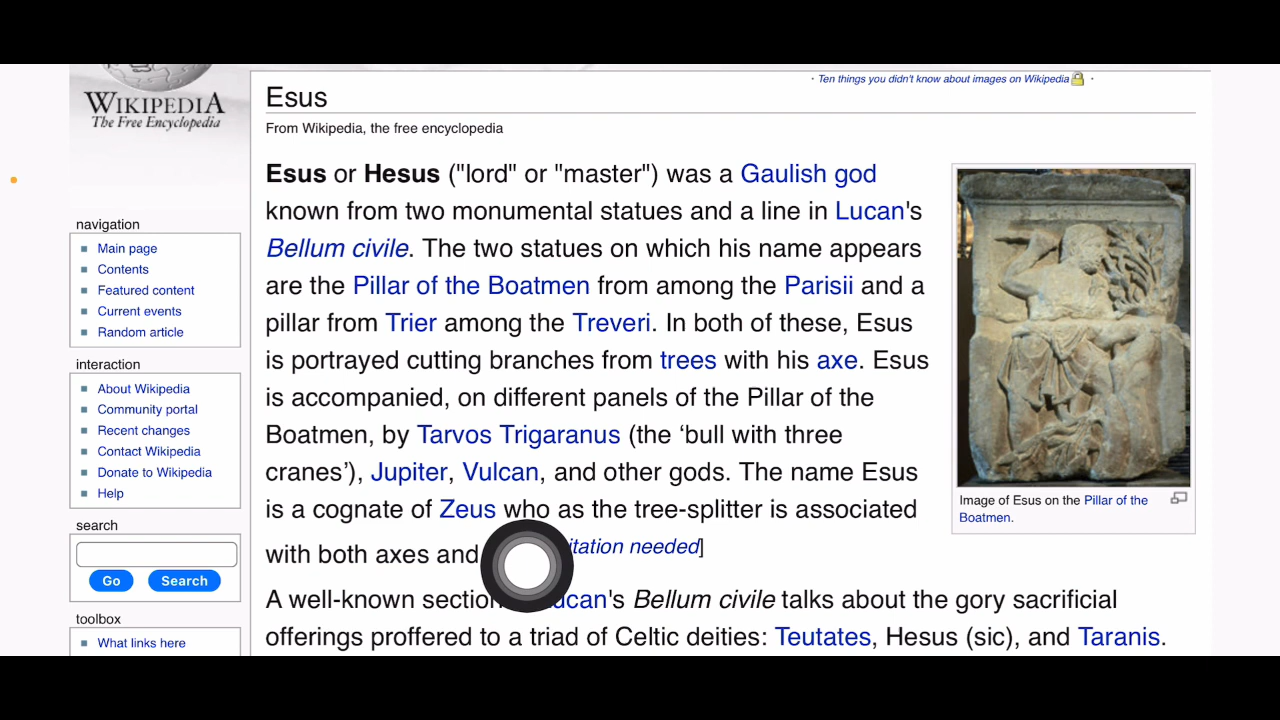 Ten things you didn't know about images on Wikipedia
WIKIPEDIA
The Free Encyclopedia
Esus
From Wikipedia, the free encyclopedia
Esus or Hesus ("lord" or "master") was a Gaulish god
known from two monumental statues and a line in Lucan's
Bellum civile. The two statues on which his name appears
are the Pillar of the Boatmen from among the Parisii and a
pillar from Trier among the Treveri. In both of these, Esus
is portrayed cutting branches from trees with his axe. Esus
is accompanied, on different panels of the Pillar of the
Boatmen, by Tarvos Trigaranus (the ‘bull with three
cranes’), Jupiter, Vulcan, and other gods. The name Esus
is a cognate of Zeus who as the tree-splitter is associated
with both axes and needed]
A well-known section Lucan's Bellum civile talks about the gory sacrificial
offerings proffered to a triad of Celtic deities: Teutates, Hesus (sic), and Taranis.
Image of Esus on the Pillar of the
Boatmen.
navigation
Main page
Contents
Featured content
Current events
Random article
interaction
About Wikipedia
Community portal
Recent changes
Contact Wikipedia
Donate to Wikipedia
Help
search
Go Search
toolbox
What links here